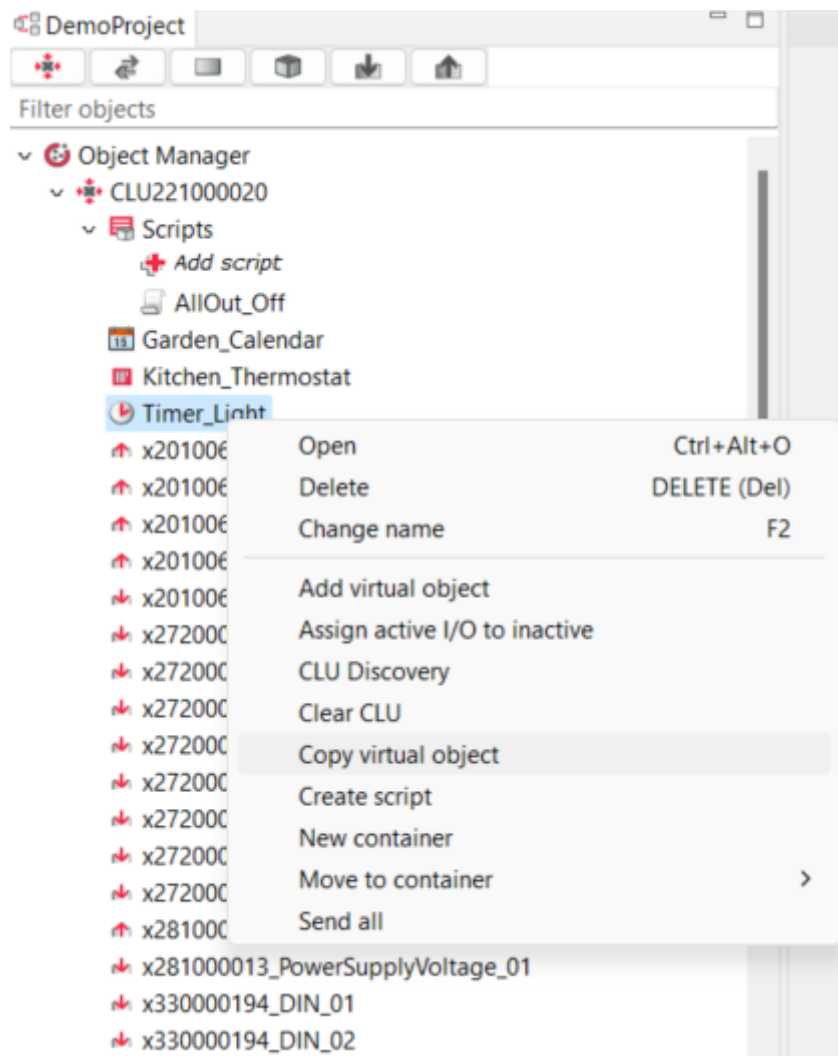 DemoProject
Filter objects
Object Manager
CLU221000020
Scripts
Add script
AllOut_Off
15 Garden_Calendar
Kitchen_Thermostat
Timer_Light
x201006
Open Ctrl+Alt+O
x201006
Delete DELETE (Del)
x201006
Change name F2
x201006
x201006
Add virtual object
x272000
Assign active I/O to inactive
x272000
CLU Discovery
x272000
Clear CLU
x272000
Copy virtual object
x272000
Create script
x272000
New container
x272000
Move to container
x272000
Send all
x281000
x281000013_PowerSupplyVoltage_01
x330000194_DIN_01
x330000194_DIN_02